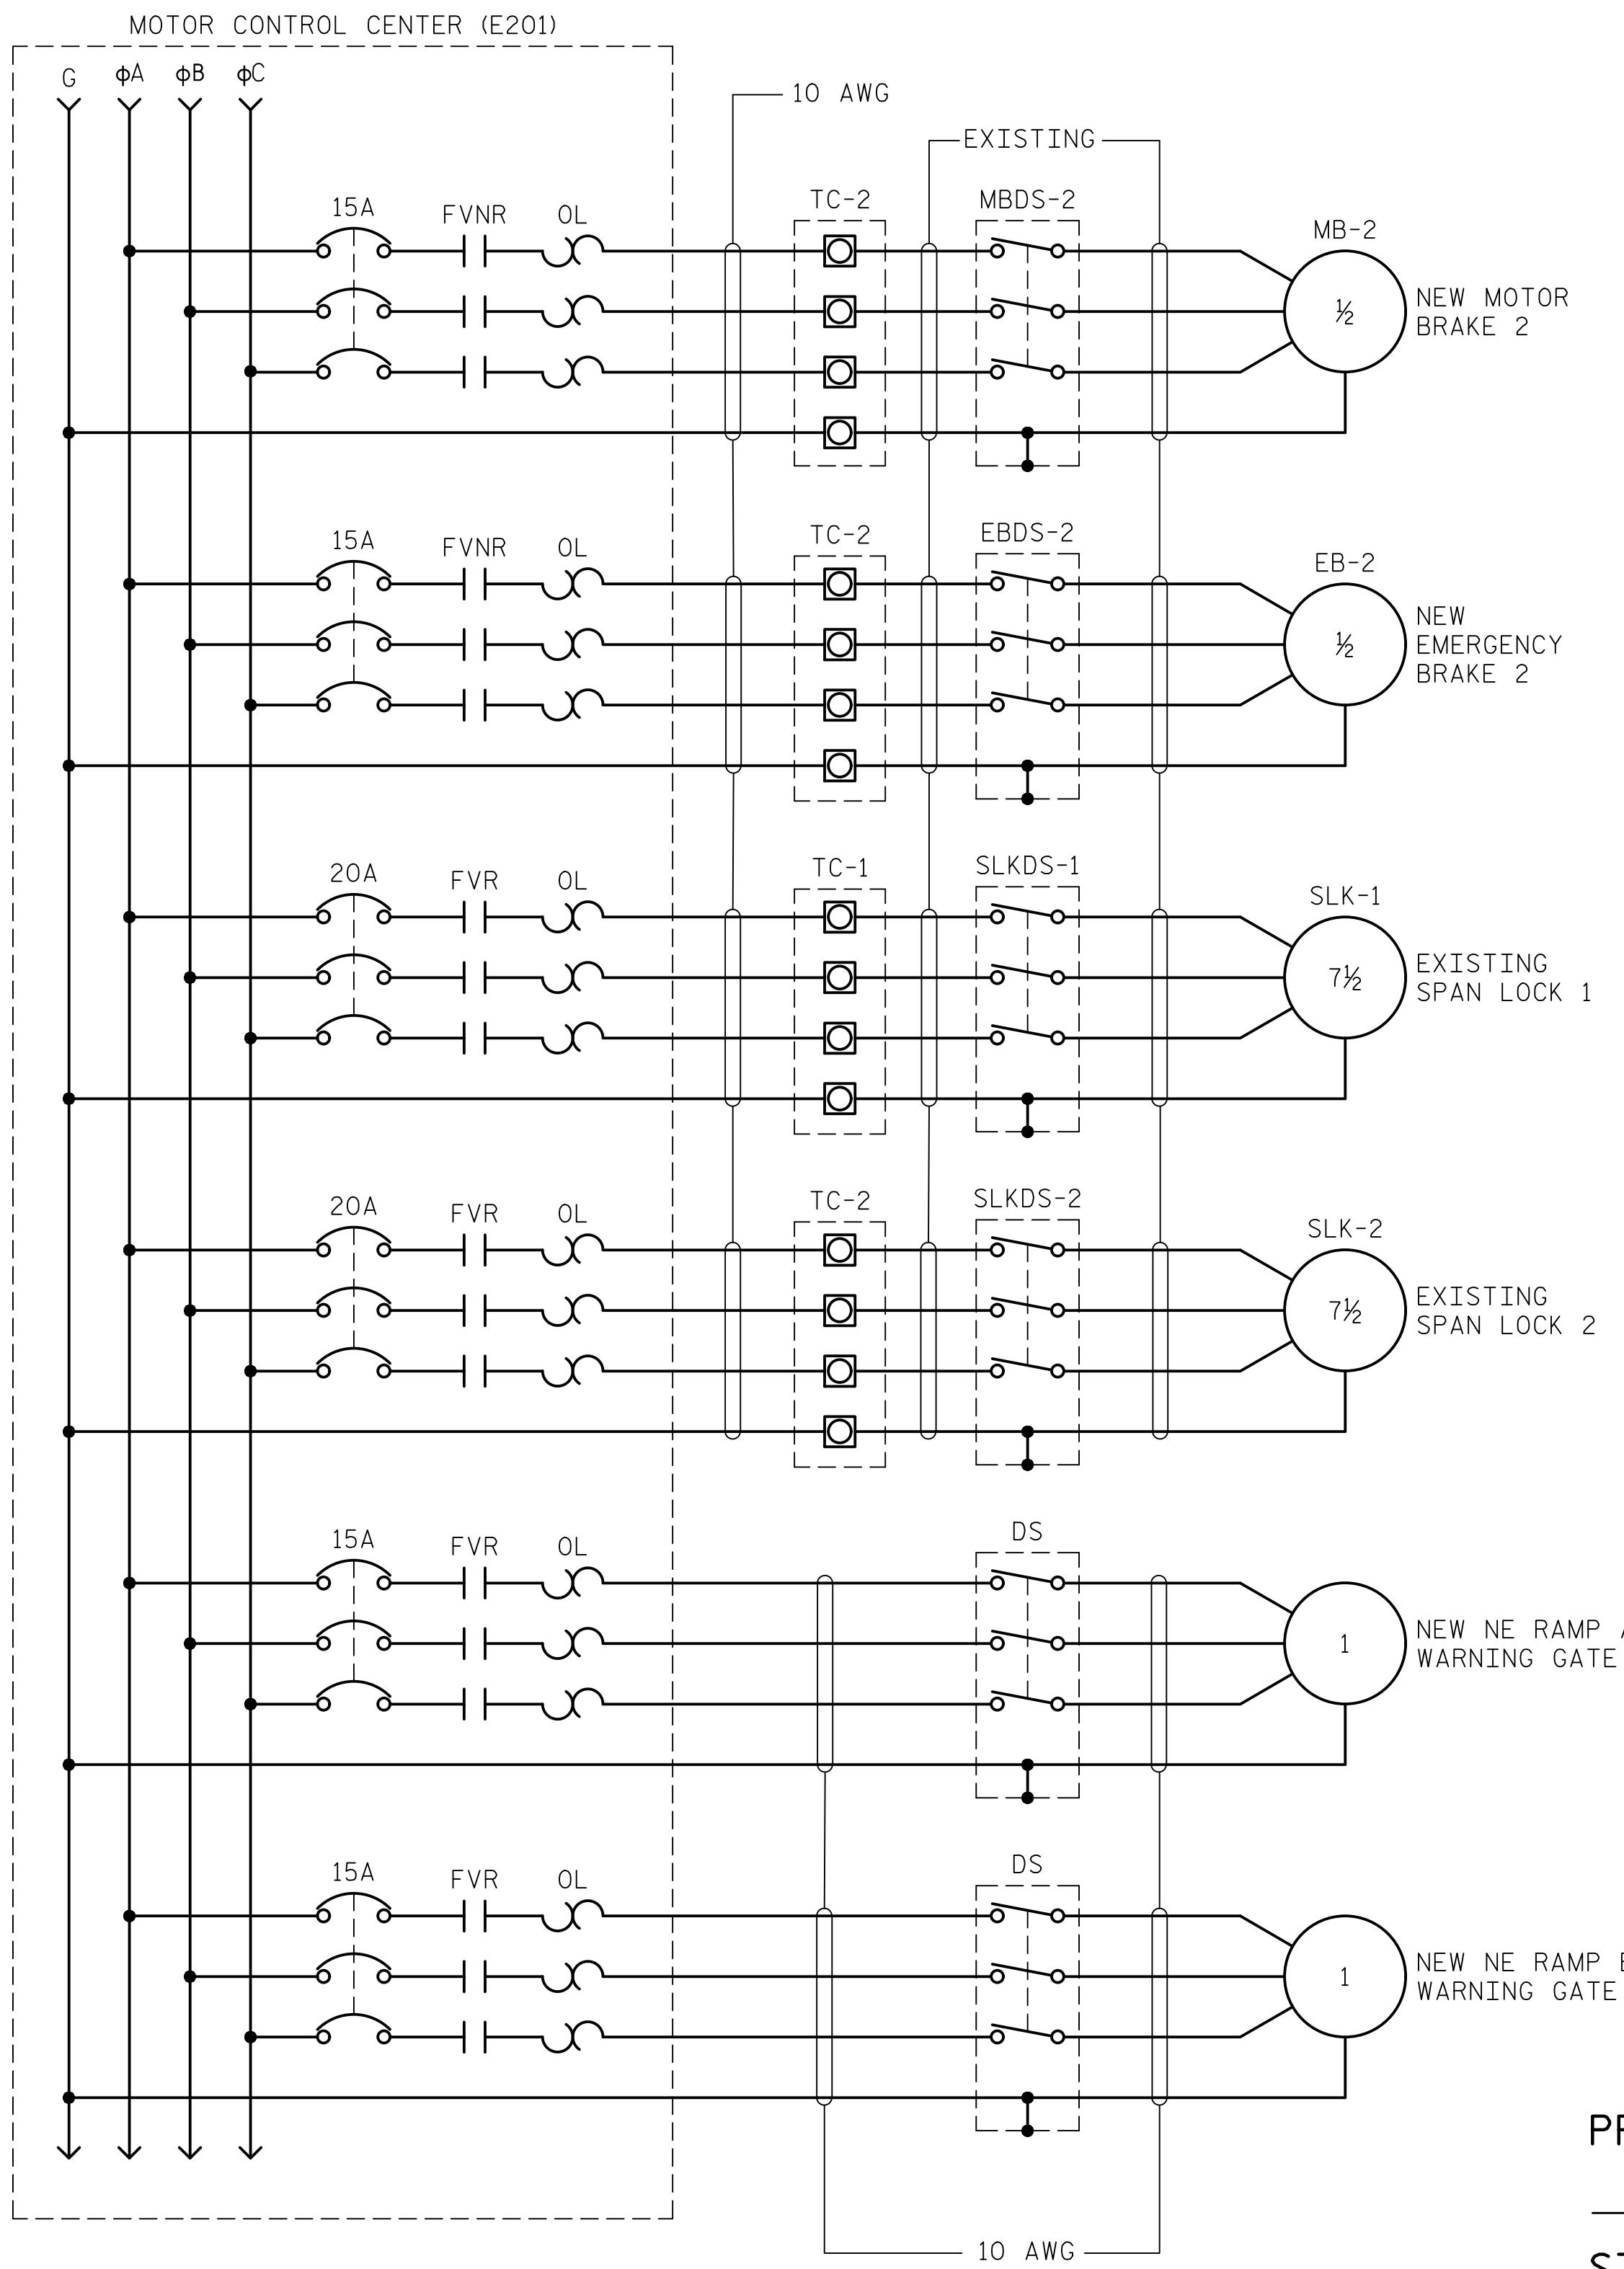 MOTOR CONTROL CENTER (E201)
G ϕA ϕB ϕC
10 AWG
EXISTING
15A FVNR OL TC-2 MBDS-2 MB-2
½
NEW MOTOR
BRAKE 2
15A FVNR OL TC-2 EBDS-2 EB-2
½
NEW
EMERGENCY
BRAKE 2
20A FVR OL TC-1 SLKDS-1 SLK-1
7½
EXISTING
SPAN LOCK 1
20A FVR OL TC-2 SLKDS-2 SLK-2
7½
EXISTING
SPAN LOCK 2
15A FVR OL DS
1
NEW NE RAMP
WARNING GATE
15A FVR OL DS
1
NEW NE RAMP
WARNING GATE
10 AWG